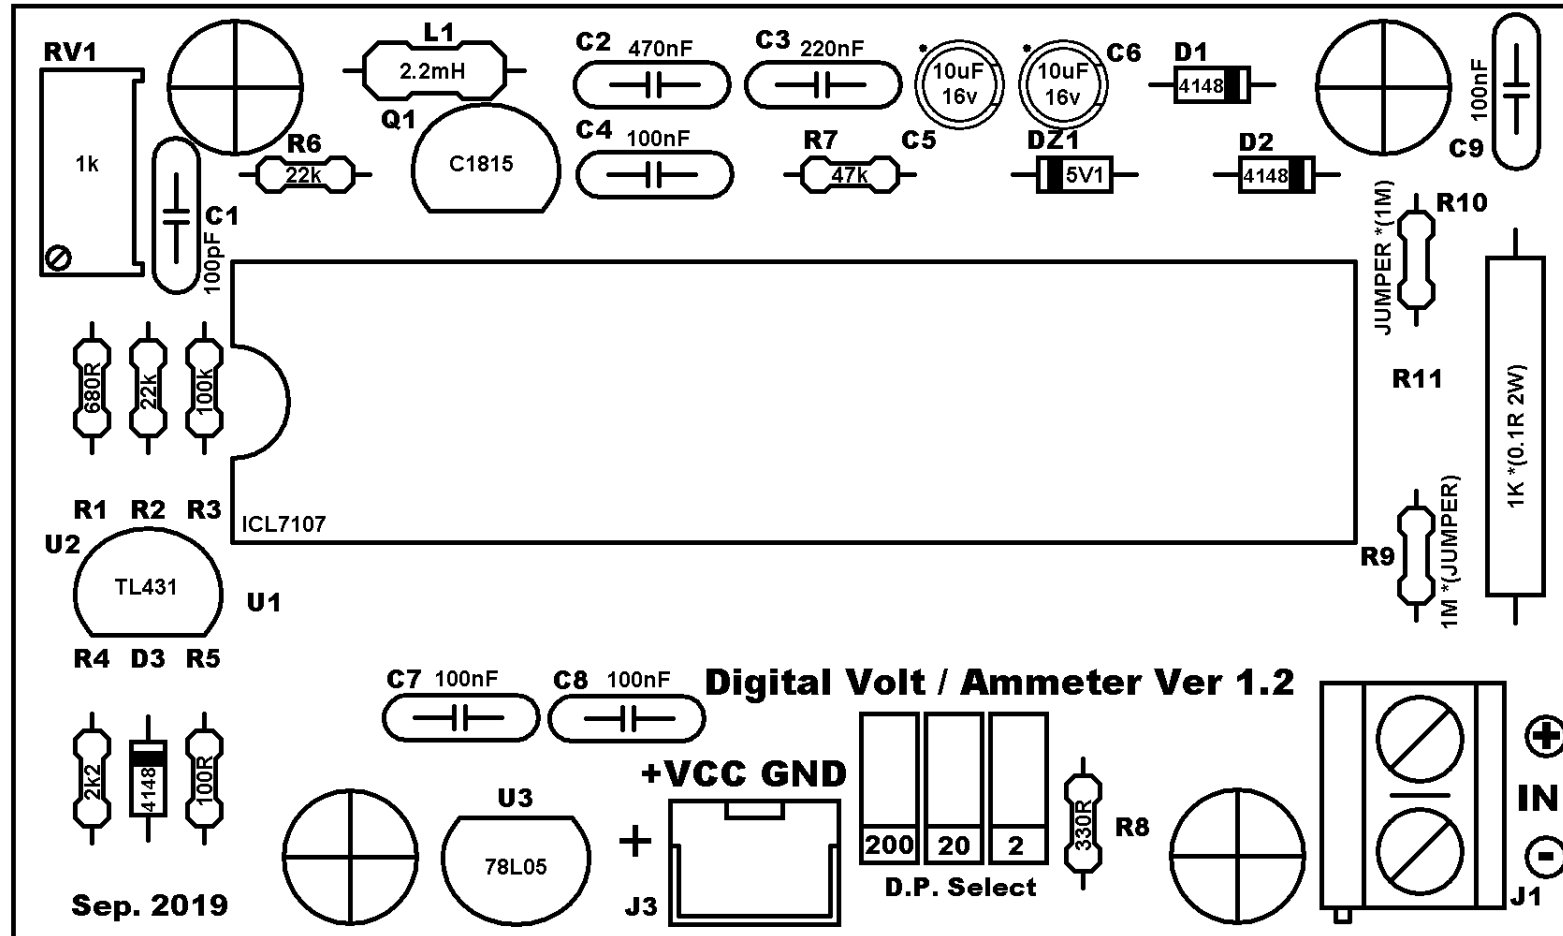 RV1
1k
C1
100pF
L1
2.2mH
Q1
C1815
R6
22k
C2
470nF
C4
100nF
C3
220nF
R7
47k
10uF
16v
C5
10uF
16v
C6
DZ1
5V1
D1
4148
D2
4148
100nF
C9
R10
JUMPER *(1M)
R11
1K *(0.1R 2W)
R9
1M *(JUMPER)
680R
22k
100k
R1
R2
R3
ICL7107
U2
TL431
U1
R4
D3
R5
2k2
4148
100R
C7
100nF
C8
100nF
Digital Volt / Ammeter Ver 1.2
+VCC GND
U3
78L05
+
J3
200
20
2
D.P. Select
330R
R8
+
IN
-
J1
Sep. 2019